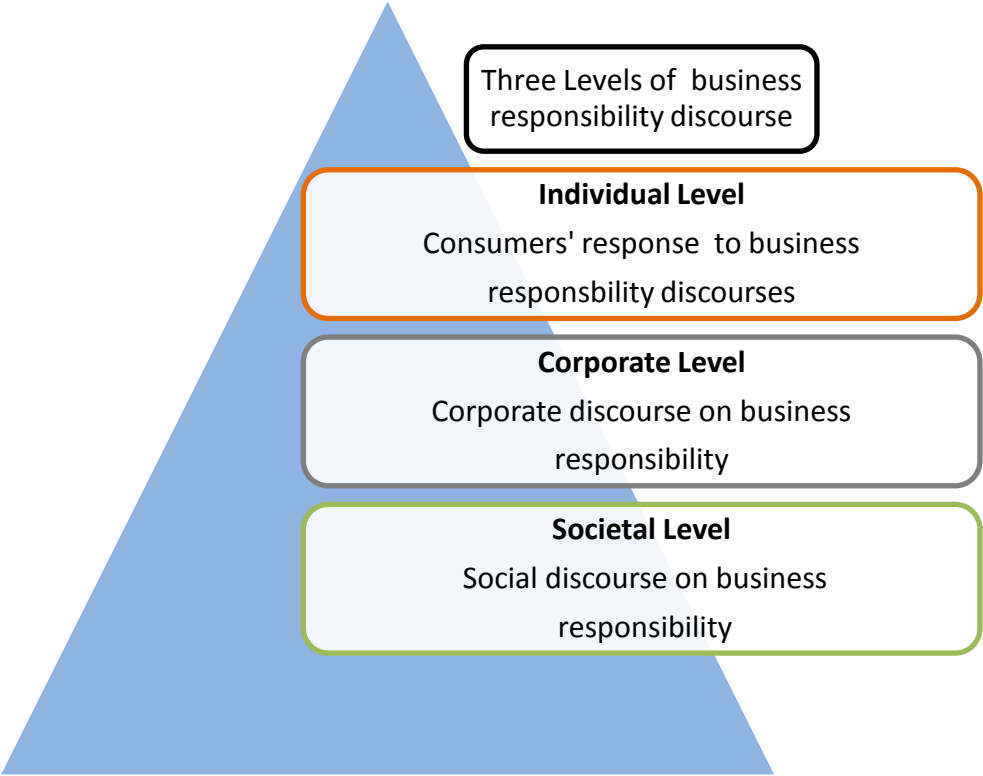 Three Levels of  business
responsibility discourse
Individual Level
Consumers' response  to business
responsbility discourses
Corporate Level
Corporate discourse on business
responsibility
Societal Level
Social discourse on business
responsibility